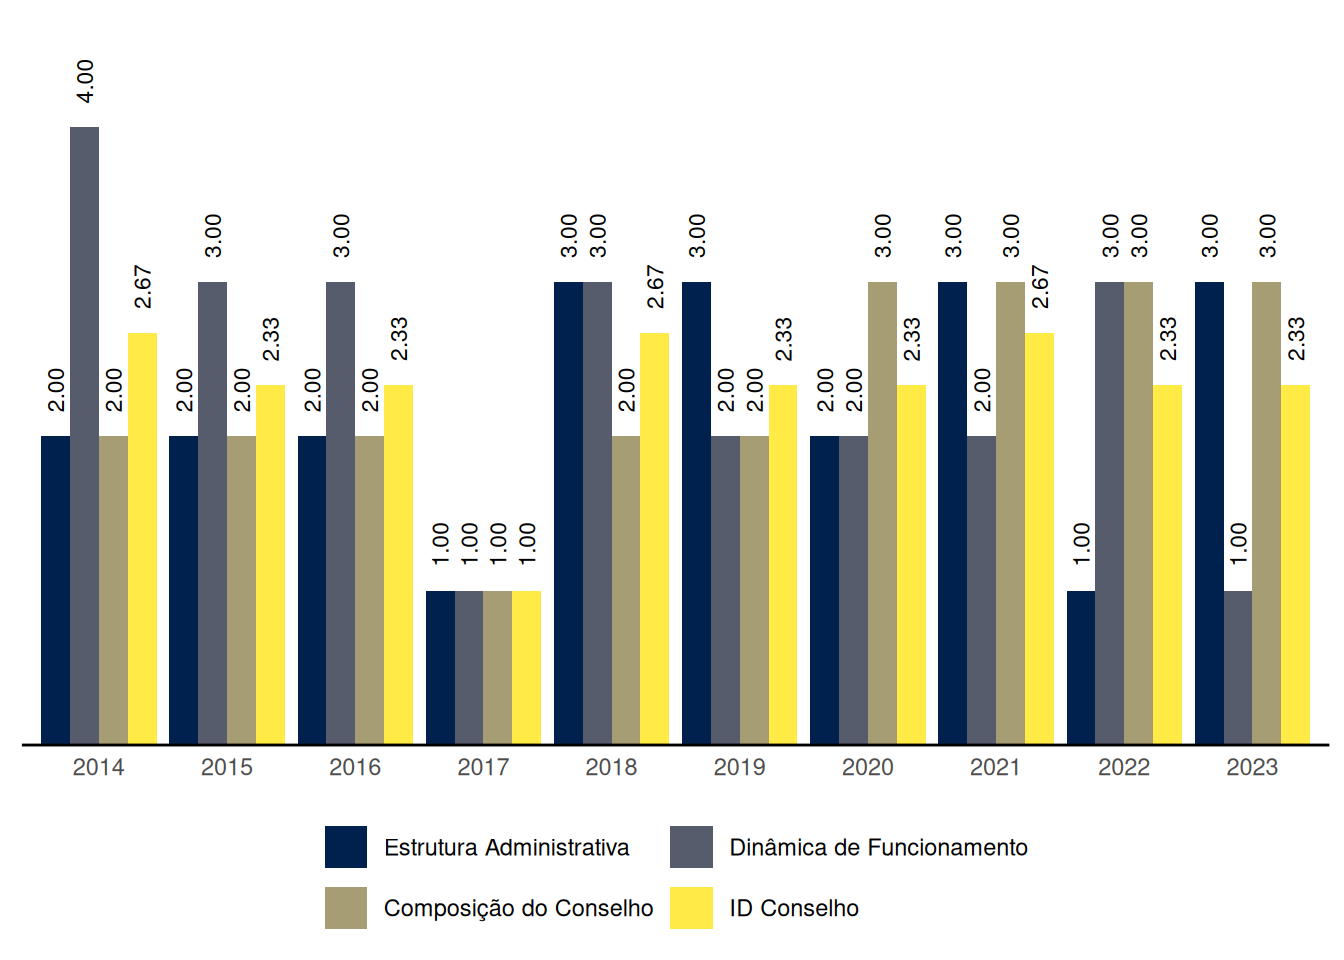 4.00
3.00 3.00 3.00 3.00 3.00 3.00 3.00 3.00 3.00 3.00 3.00 3.00
2.67 2.67 2.67
2.33 2.33 2.33 2.33 2.33 2.33
2.00 2.00 2.00 2.00 2.00 2.00 2.00 2.00 2.00 2.00 2.00 2.00
1.00 1.00 1.00 1.00 1.00 1.00
2014 2015 2016 2017 2018 2019 2020 2021 2022 2023
Estrutura Administrativa Dinâmica de Funcionamento
Composição do Conselho ID Conselho